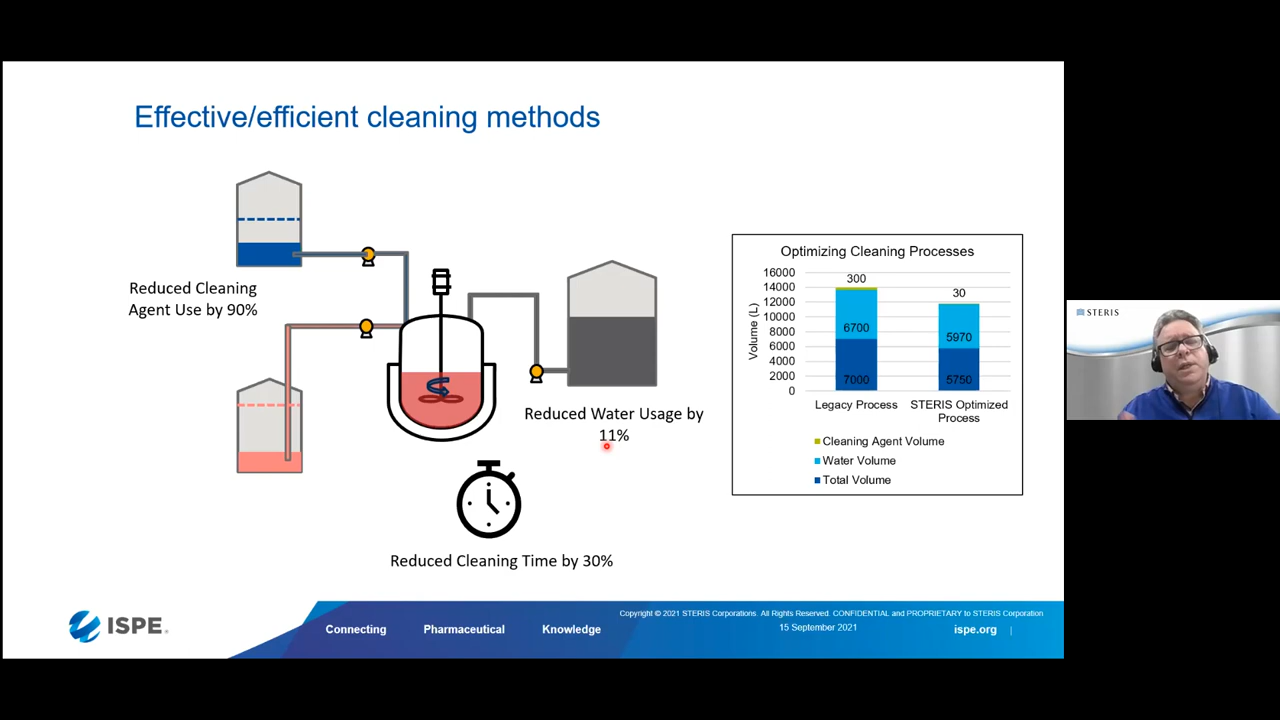 Effective/efficient cleaning methods
Reduced Cleaning
Agent Use by 90%
Reduced Water Usage by
11%
Reduced Cleaning Time by 30%
Optimizing Cleaning Processes
Volume (L)
16000
14000
12000
10000
8000
6000
4000
2000
0
300
6700
7000
30
5970
5750
Legacy Process
STERIS Optimized
Process
Cleaning Agent Volume
Water Volume
Total Volume
STERIS
ISPE®
Connecting
Pharmaceutical
Knowledge
Copyright © 2021 STERIS Corporations. All Rights Reserved. CONFIDENTIAL and PROPRIETARY to STERIS Corporation
15 September 2021
ispe.org |